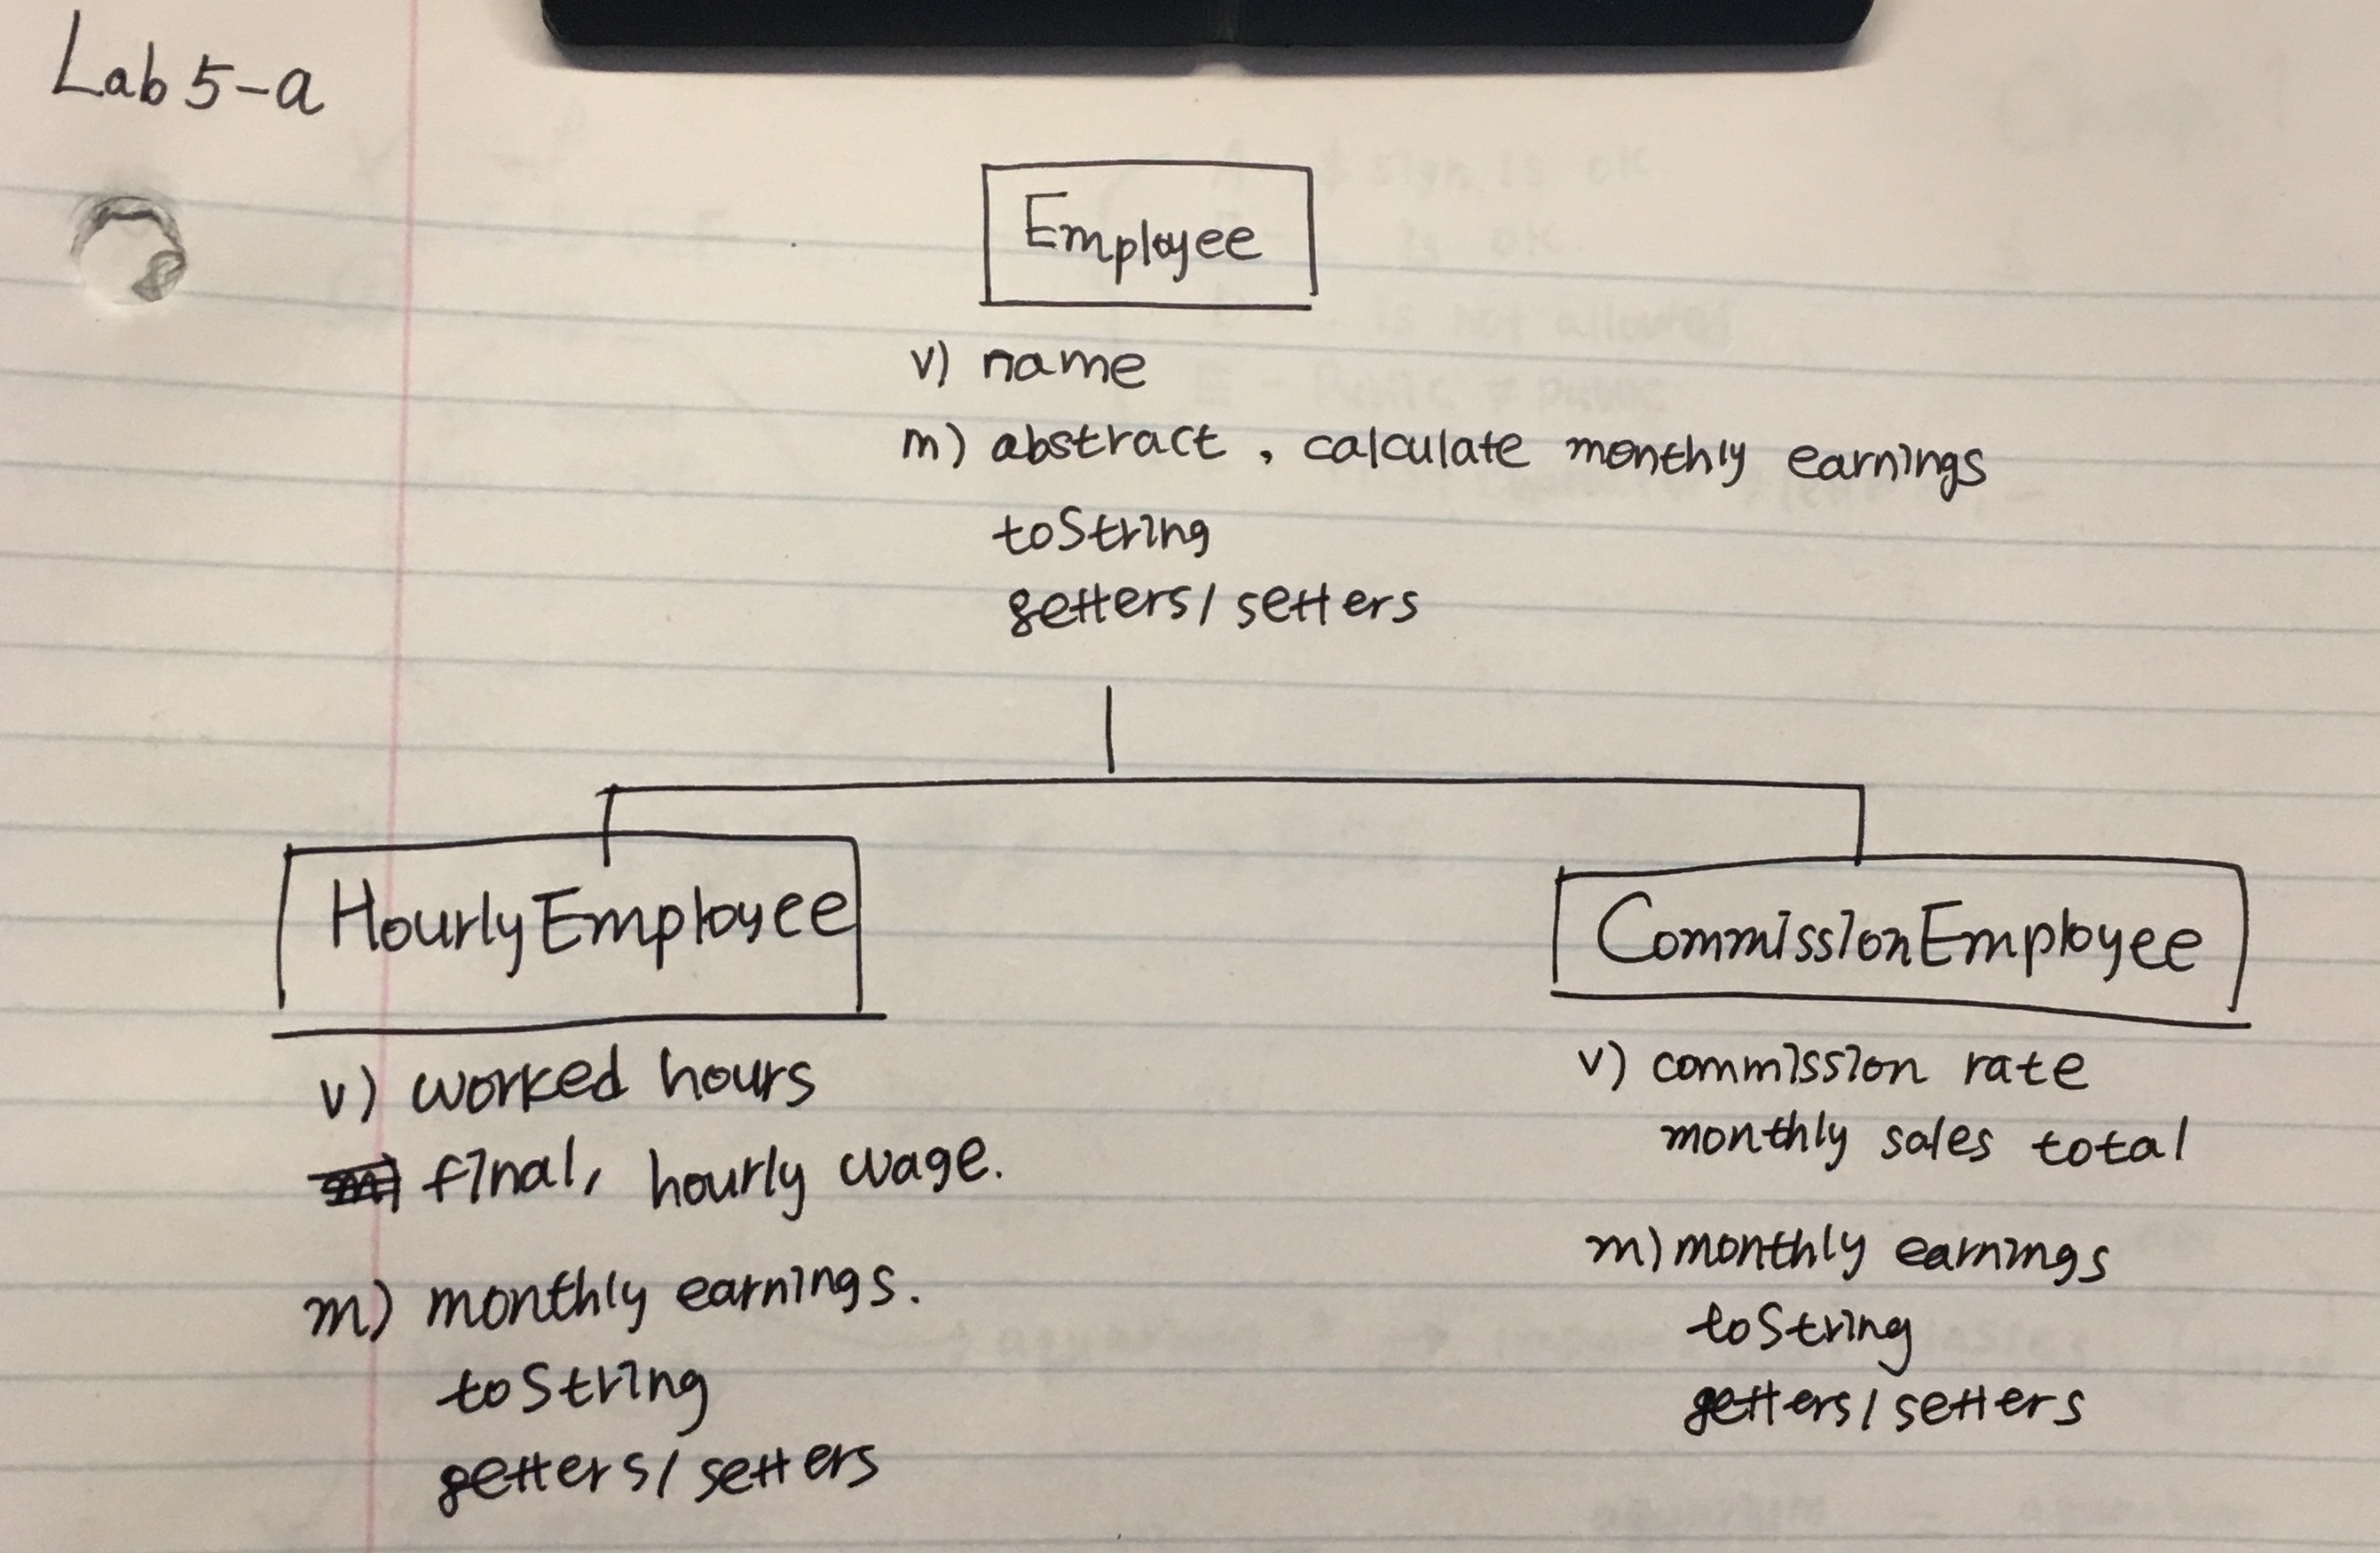 Lab 5-a
Employee
v) name
m) abstract, calculate monthly earnings
toString
getters/setters
HourlyEmployee
v) worked hours
final, hourly wage.
m) monthly earnings.
toString
getters/setters
CommissionEmployee
v) commission rate
monthly sales total
m) monthly earnings
toString
getters/setters